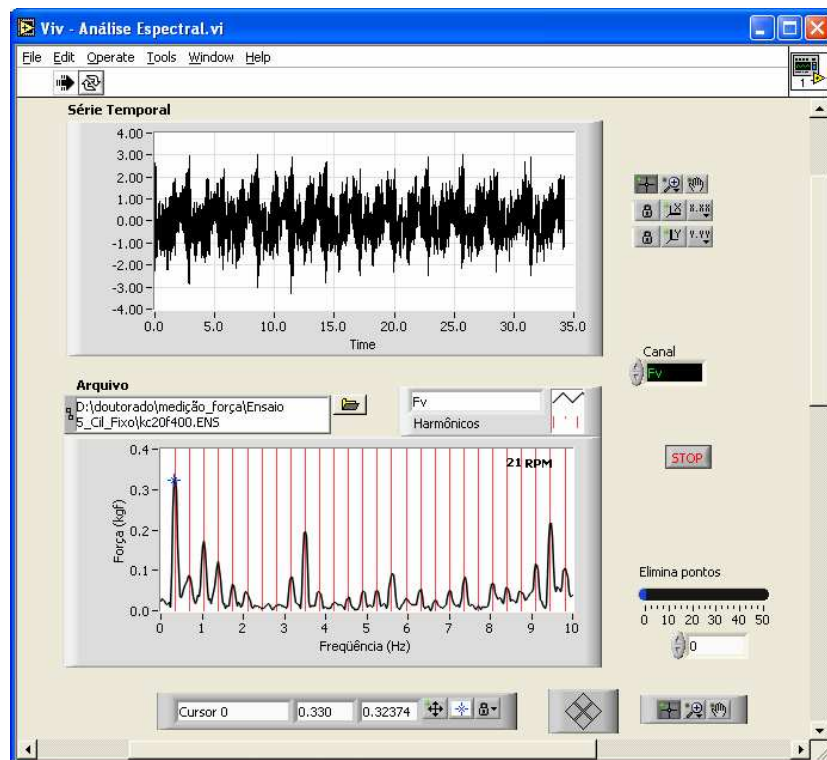 Viv - Análise Espectral.vi
File Edit Operate Tools Window Help
1
Série Temporal
4.00
3.00
2.00
1.00
0.00
-1.00
-2.00
-3.00
-4.00
0.0 5.0 10.0 15.0 20.0 25.0 30.0 35.0
Time
X X.XX
Y Y.YY
Canal
Fv
Arquivo
D:\doutorado\medição_força\Ensaio
5_Cil_Fixo\kc20f400.ENS
Fv
Harmônicos
STOP
21 RPM
0.4
0.3
0.2
0.1
0.0
Força (kgf)
0 1 2 3 4 5 6 7 8 9 10
Freqüência (Hz)
Elimina pontos
0 10 20 30 40 50
0
Cursor 0 0.330 0.32374